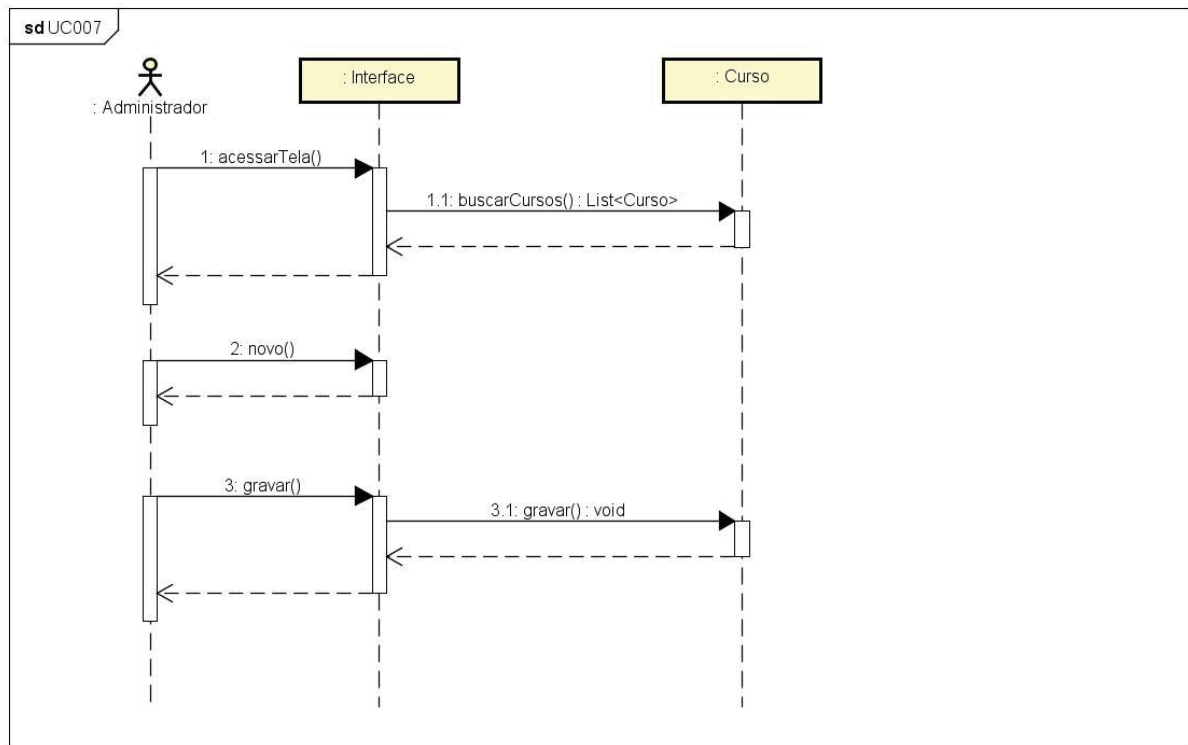 sd UC007
: Administrador
: Interface
: Curso
1: acessarTela()
1.1: buscarCursos() : List<Curso>
2: novo()
3: gravar()
3.1: gravar() : void